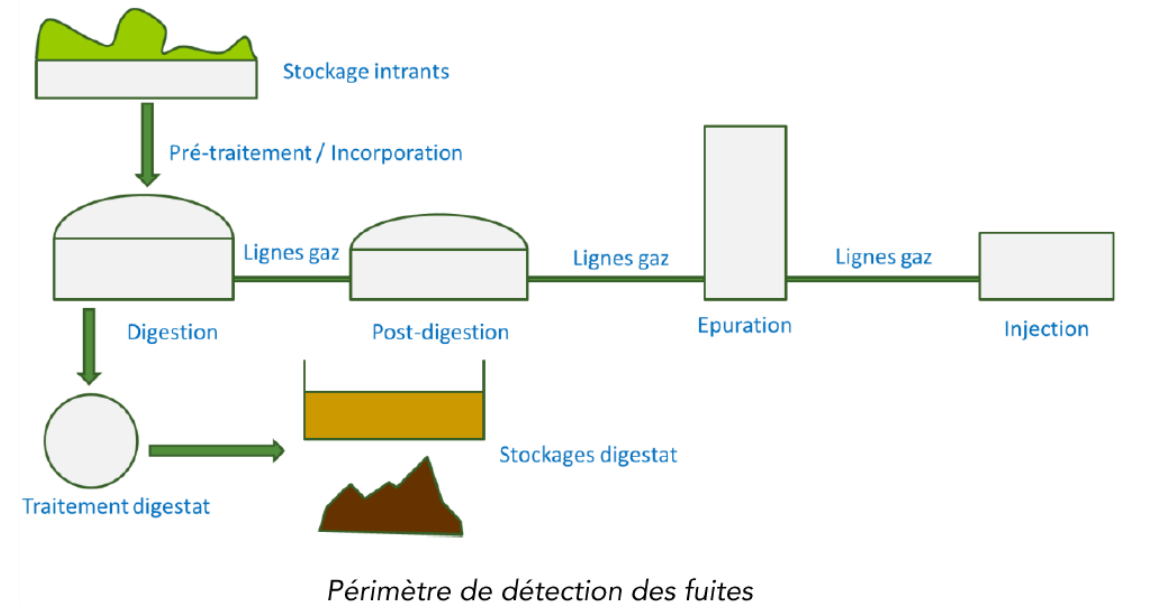 Stockage intrants
Pré-traitement / Incorporation
Lignes gaz
Lignes gaz
Lignes gaz
Digestion
Post-digestion
Epuration
Injection
Stockages digestat
Traitement digestat
Périmètre de détection des fuites